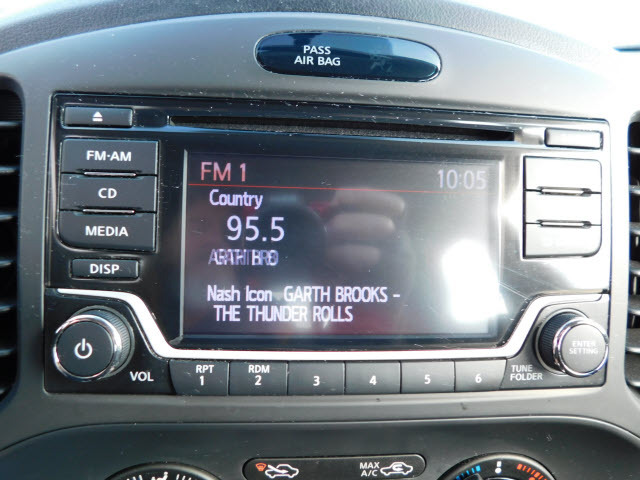 PASS
AIR BAG
FM·AM
CD
MEDIA
DISP
FM 1
10:05
Country
95.5
Nash Icon GARTH BROOKS -
THE THUNDER ROLLS
VOL
RPT
1
RDM
2
3
4
5
6
TUNE
FOLDER
ENTER
SETTING
MAX
A/C